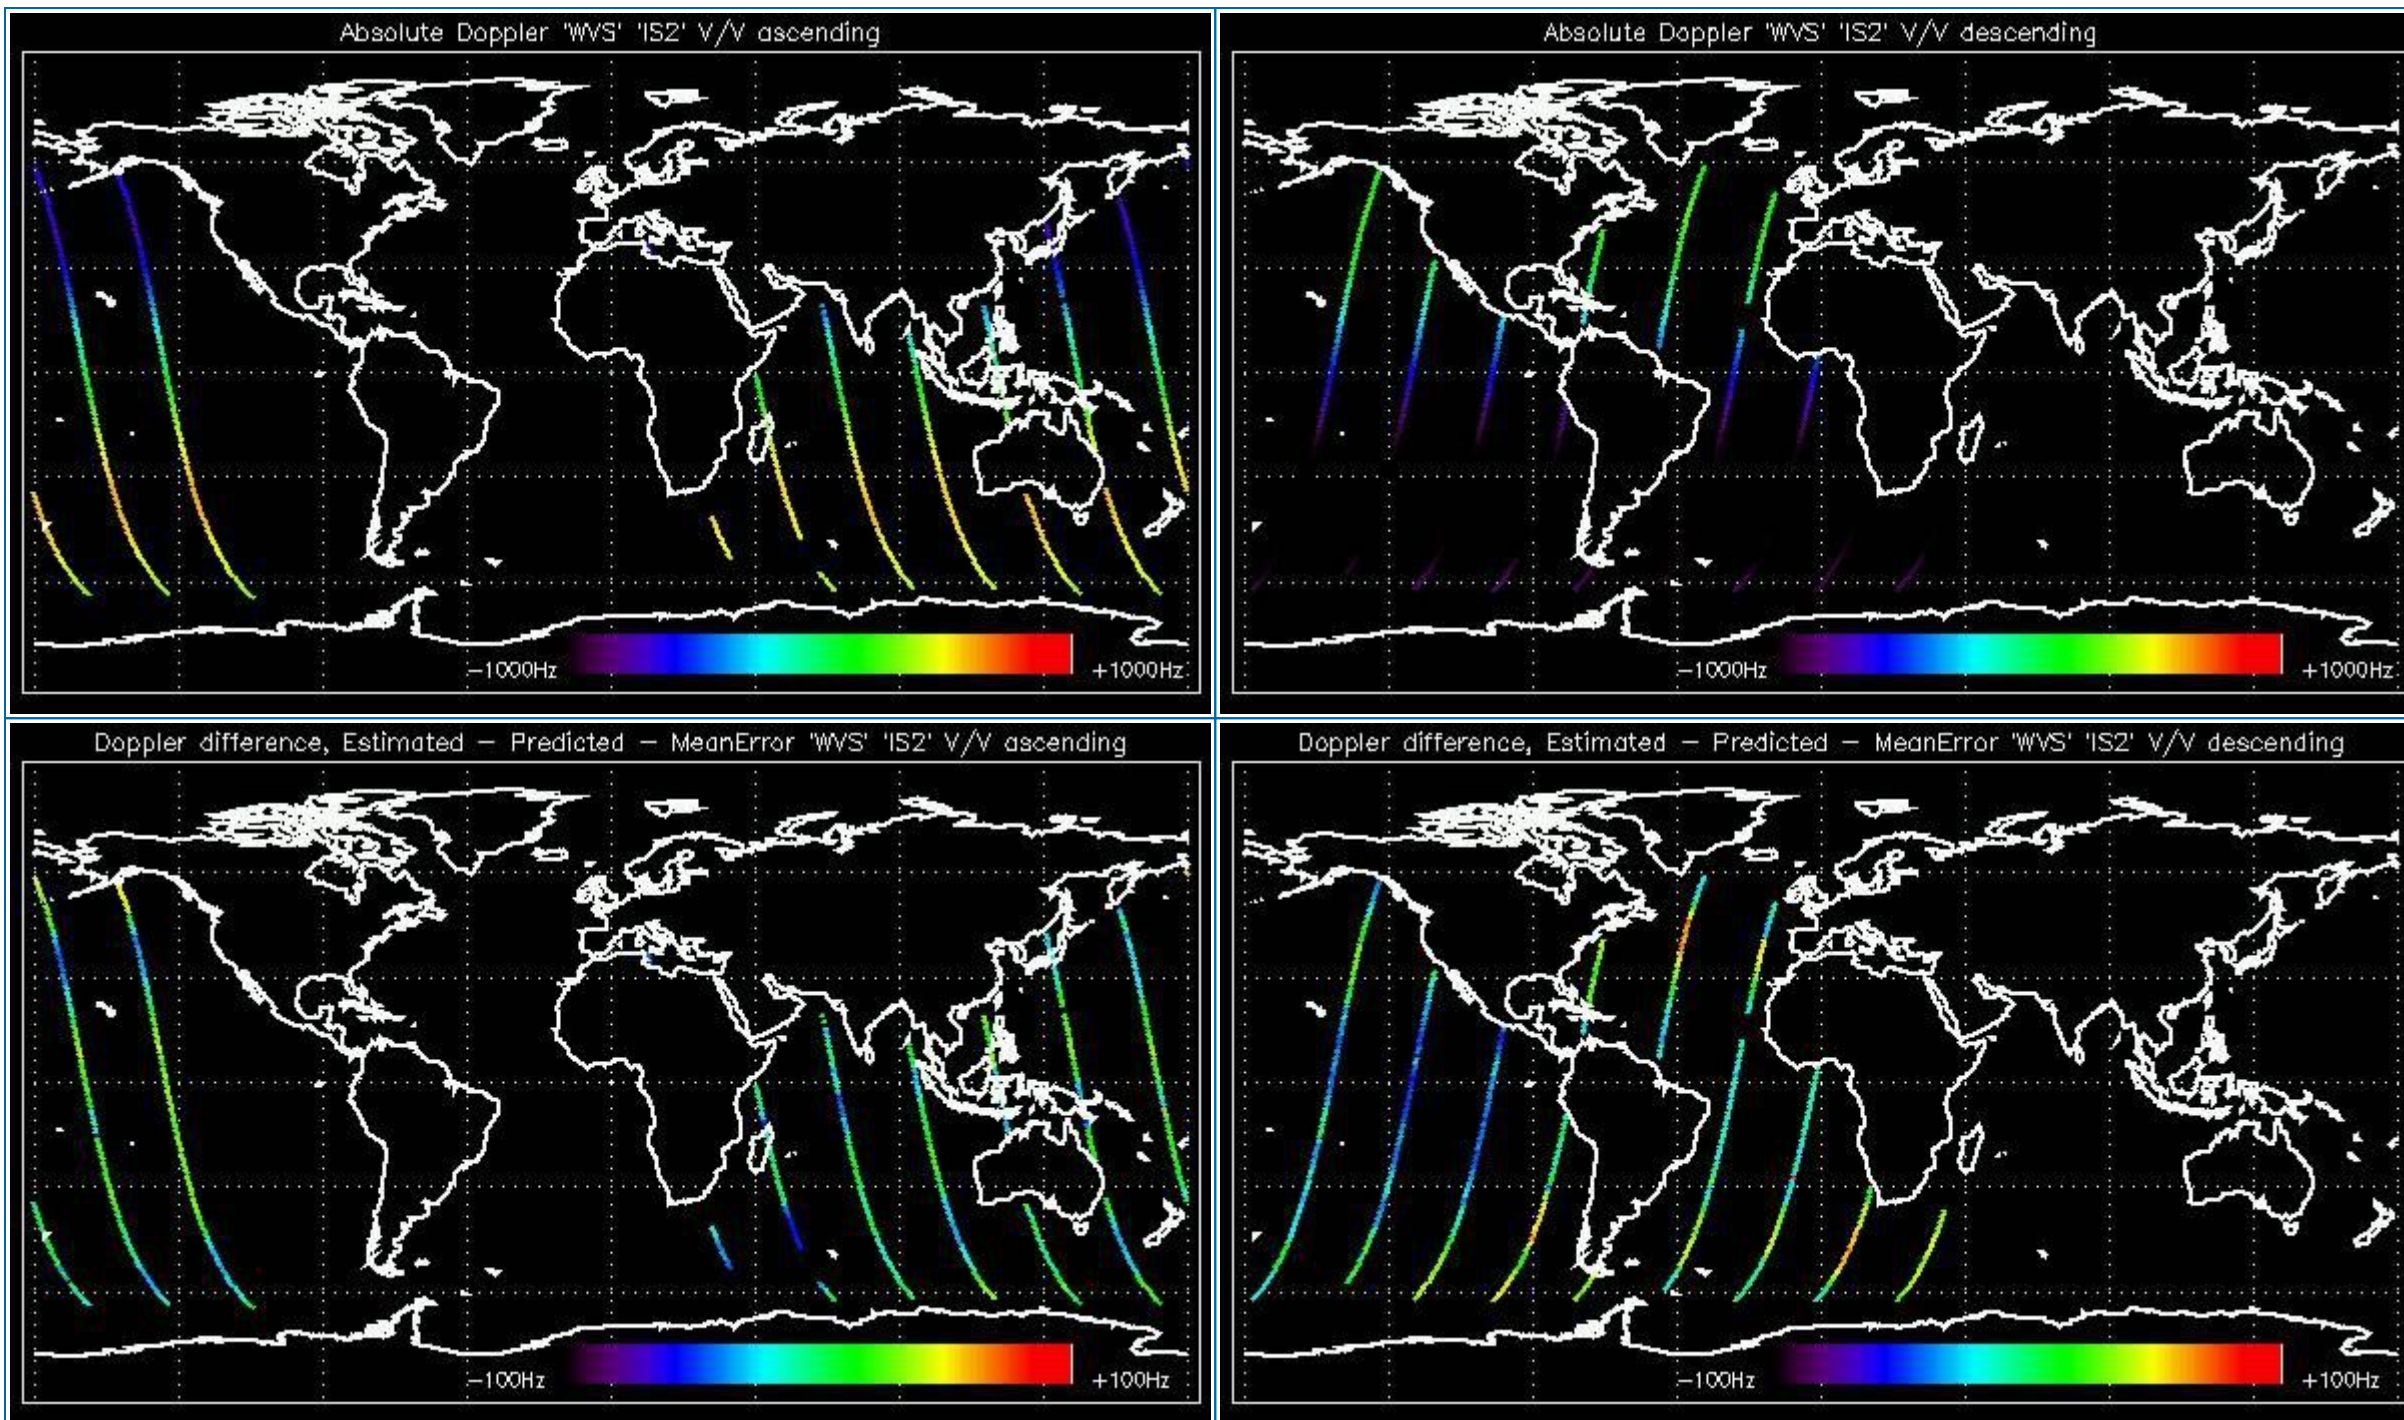 Absolute Doppler 'WVS' 'IS2' V/V ascending
-1000Hz
+1000Hz
Absolute Doppler 'WVS' 'IS2' V/V descending
-1000Hz
+1000Hz
Doppler difference, Estimated - Predicted - MeanError 'WVS' 'IS2' V/V ascending
-100Hz
+100Hz
Doppler difference, Estimated - Predicted - MeanError 'WVS' 'IS2' V/V descending
-100Hz
+100Hz